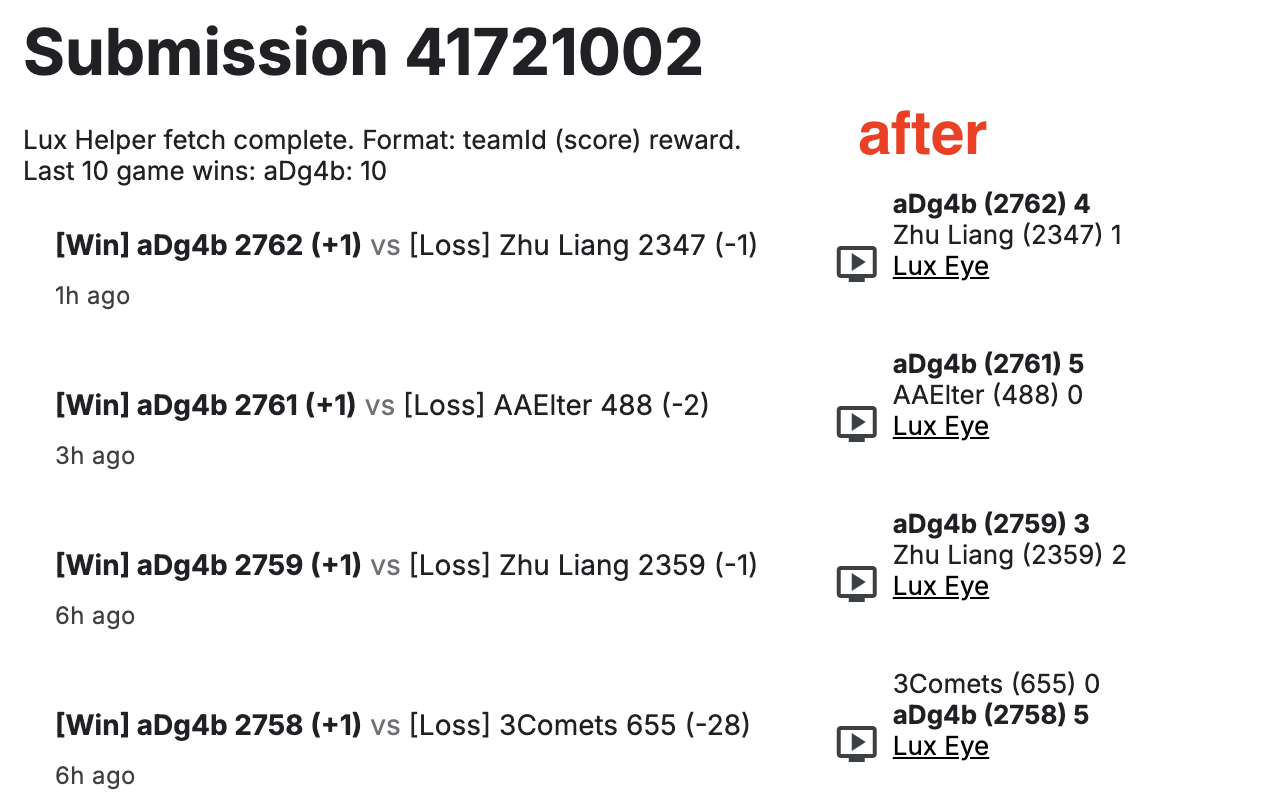 Submission 41721002
Lux Helper fetch complete. Format: teamId (score) reward.
Last 10 game wins: aDg4b: 10
after
[Win] aDg4b 2762 (+1) vs [Loss] Zhu Liang 2347 (-1)
1h ago
aDg4b (2762) 4
Zhu Liang (2347) 1
Lux Eye
[Win] aDg4b 2761 (+1) vs [Loss] AAElter 488 (-2)
3h ago
aDg4b (2761) 5
AAElter (488) 0
Lux Eye
[Win] aDg4b 2759 (+1) vs [Loss] Zhu Liang 2359 (-1)
6h ago
aDg4b (2759) 3
Zhu Liang (2359) 2
Lux Eye
[Win] aDg4b 2758 (+1) vs [Loss] 3Comets 655 (-28)
6h ago
3Comets (655) 0
aDg4b (2758) 5
Lux Eye